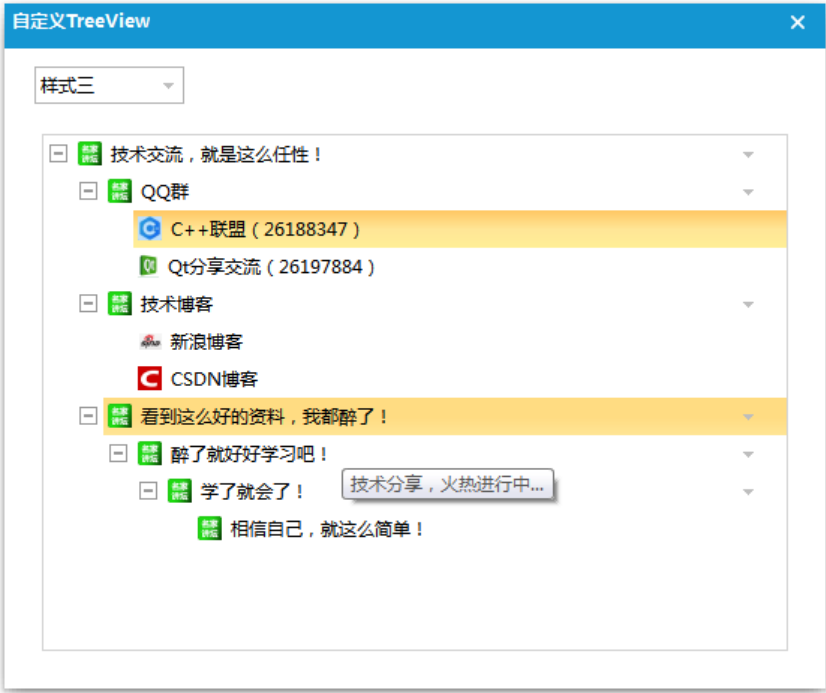 自定义TreeView
样式三
技术交流，就是这么任性！
QQ群
C++联盟（26188347）
Qt分享交流（26197884）
技术博客
新浪博客
CSDN博客
看到这么好的资料，我都醉了！
醉了就好好学习吧！
学了就会了！
技术分享，火热进行中...
相信自己，就这么简单！